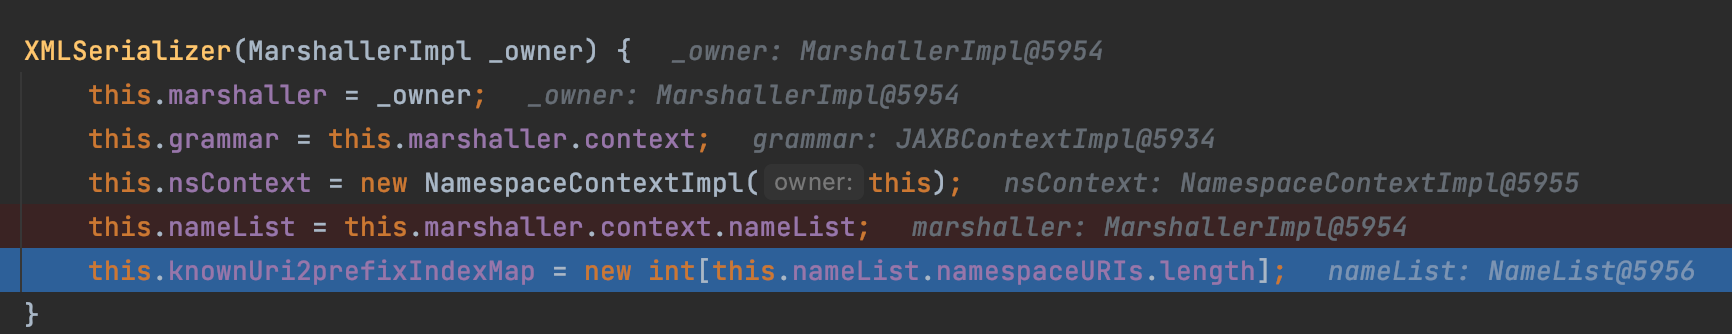 XMLSerializer(MarshallerImpl _owner) {   _owner: MarshallerImpl@5954
    this.marshaller = _owner;   _owner: MarshallerImpl@5954
    this.grammar = this.marshaller.context;   grammar: JAXBContextImpl@5934
    this.nsContext = new NamespaceContextImpl( owner: this);   nsContext: NamespaceContextImpl@5955
    this.nameList = this.marshaller.context.nameList;   marshaller: MarshallerImpl@5954
    this.knownUri2prefixIndexMap = new int[this.nameList.namespaceURIs.length];   nameList: NameList@5956
}